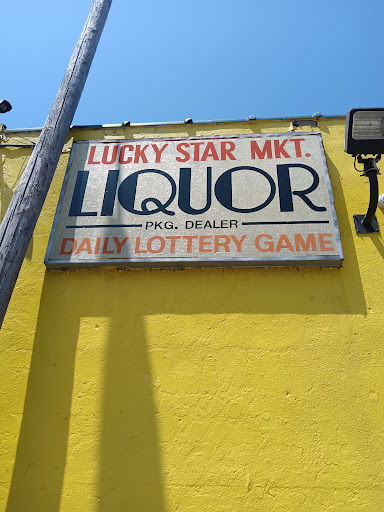 LUCKY STAR MKT.
LIQUOR
PKG. DEALER
DAILY LOTTERY GAME